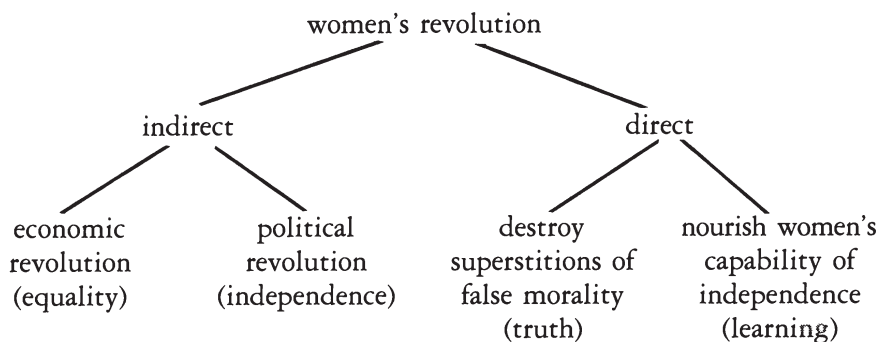 women's revolution
indirect
direct
economic
revolution
(equality)
political
revolution
(independence)
destroy
superstitions of
false morality
(truth)
nourish women's
capability of
independence
(learning)